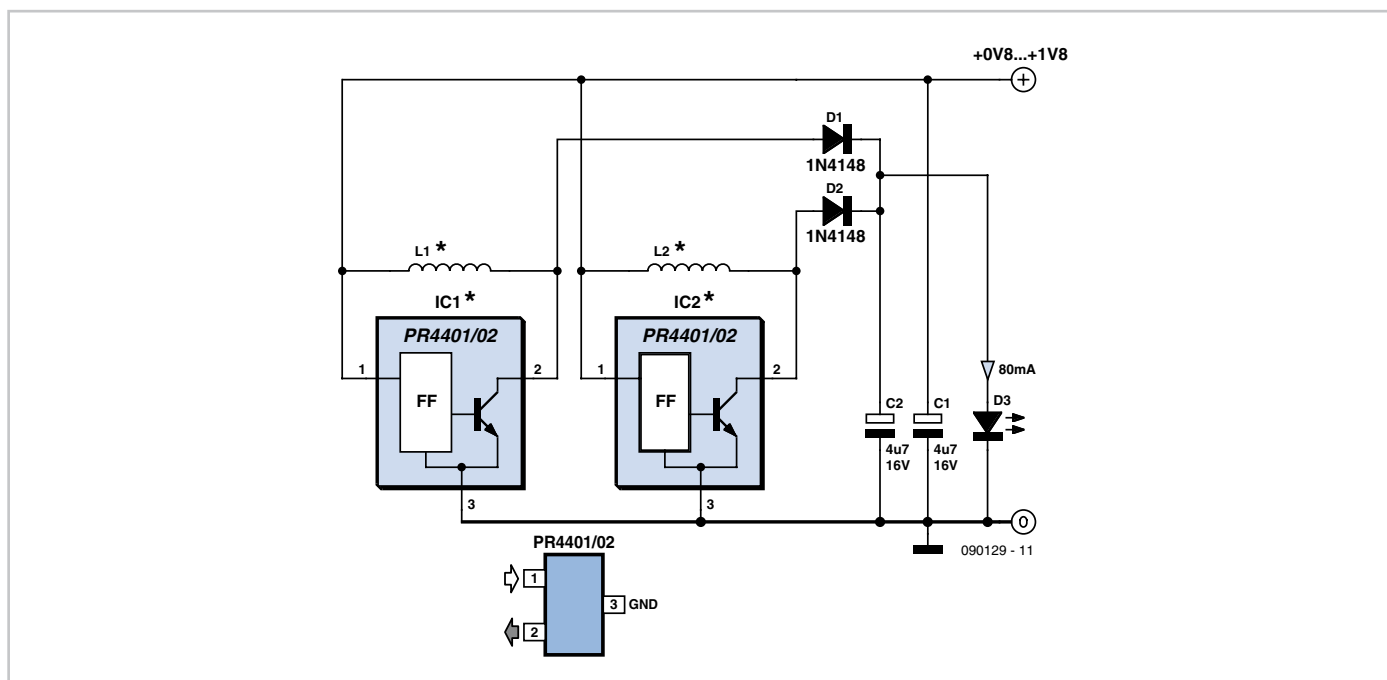 +0V8...+1V8
+
D1
1N4148
D2
1N4148
L1 *
L2 *
IC1 *
IC2 *
PR4401/02
PR4401/02
1
FF
2
1
FF
2
80mA
C2
C1
D3
4u7
16V
4u7
16V
3
3
0
PR4401/02
090129 - 11
1
3 GND
2